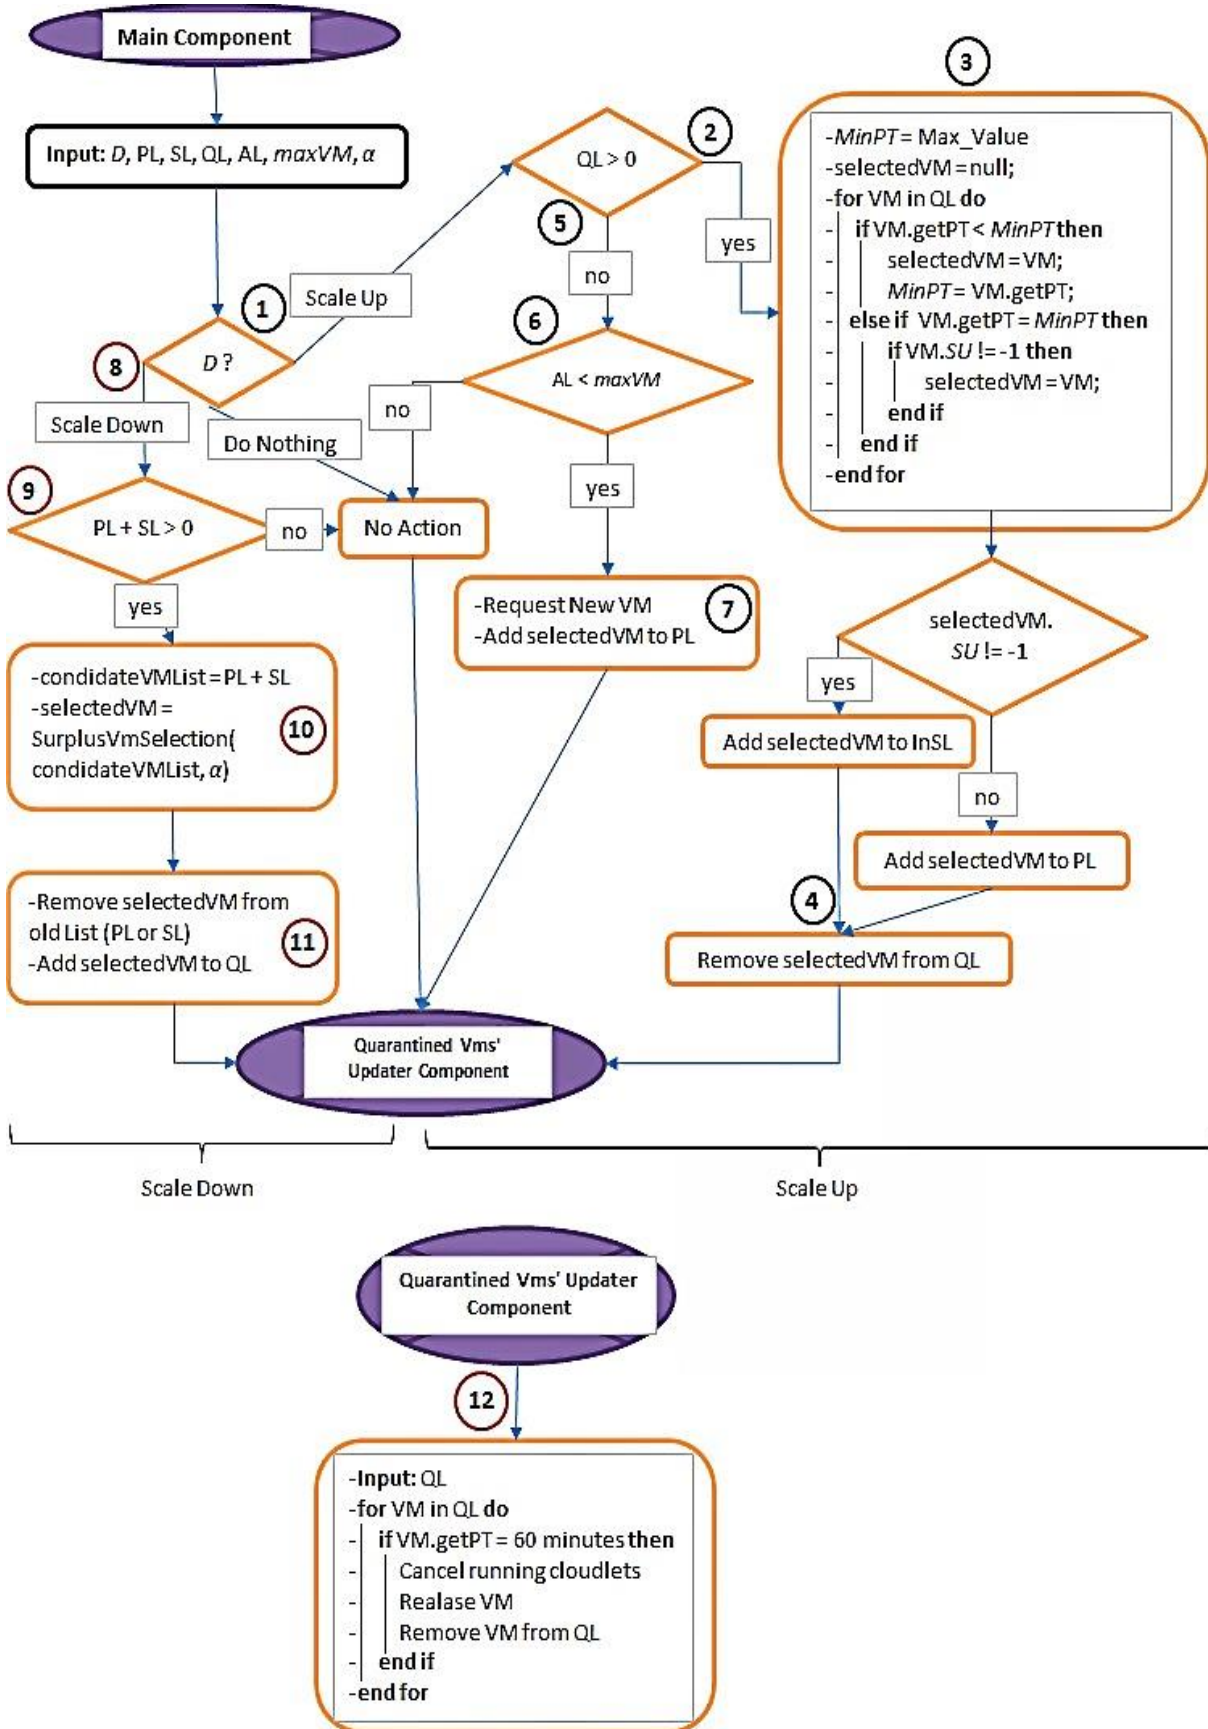 Main Component
Input: D, PL, SL, QL, AL, maxVM, α
1
D ?
Scale Up
8
Scale Down
Do Nothing
9
PL + SL > 0
no
No Action
yes
-condidateVMList = PL + SL
-selectedVM =
SurplusVmSelection(
condidateVMList, α)
10
-Remove selectedVM from
old List (PL or SL)
-Add selectedVM to QL
11
2
QL > 0
yes
5
no
6
AL < maxVM
no
yes
-Request New VM
-Add selectedVM to PL
7
3
-MinPT = Max_Value
-selectedVM = null;
-for VM in QL do
- if VM.getPT < MinPT then
- selectedVM = VM;
- MinPT = VM.getPT;
- else if VM.getPT = MinPT then
- if VM.SU != -1 then
- selectedVM = VM;
- end if
- end if
-end for
selectedVM.
SU != -1
yes
Add selectedVM to InSL
no
Add selectedVM to PL
4
Remove selectedVM from QL
Quarantined Vms'
Updater Component
Scale Down
Scale Up
Quarantined Vms' Updater
Component
12
-Input: QL
-for VM in QL do
- if VM.getPT = 60 minutes then
- Cancel running cloudlets
- Realase VM
- Remove VM from QL
- end if
-end for